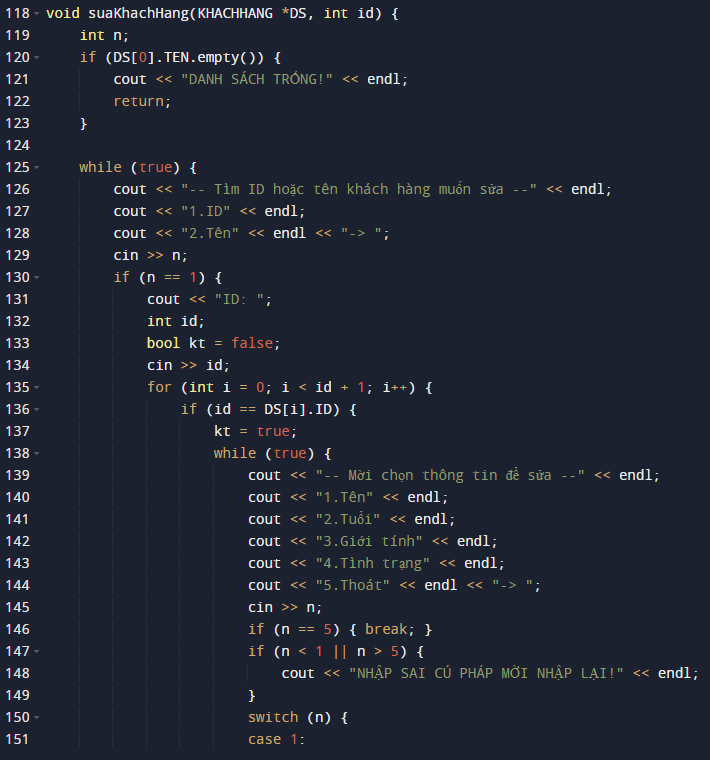 118 void suaKhachHang(KHACHHANG *DS, int id) {
119     int n;
120     if (DS[0].TEN.empty()) {
121         cout << "DANH SÁCH TRỐNG!" << endl;
122         return;
123     }
124
125     while (true) {
126         cout << "-- Tìm ID hoặc tên khách hàng muốn sửa --" << endl;
127         cout << "1.ID" << endl;
128         cout << "2.Tên" << endl << "-> ";
129         cin >> n;
130         if (n == 1) {
131             cout << "ID: ";
132             int id;
133             bool kt = false;
134             cin >> id;
135             for (int i = 0; i < id + 1; i++) {
136                 if (id == DS[i].ID) {
137                     kt = true;
138                     while (true) {
139                         cout << "-- Mời chọn thông tin để sửa --" << endl;
140                         cout << "1.Tên" << endl;
141                         cout << "2.Tuổi" << endl;
142                         cout << "3.Giới tính" << endl;
143                         cout << "4.Tình trạng" << endl;
144                         cout << "5.Thoát" << endl << "-> ";
145                         cin >> n;
146                         if (n == 5) { break; }
147                         if (n < 1 || n > 5) {
148                             cout << "NHẬP SAI CÚ PHÁP MỜI NHẬP LẠI!" << endl;
149                         }
150                         switch (n) {
151                         case 1: